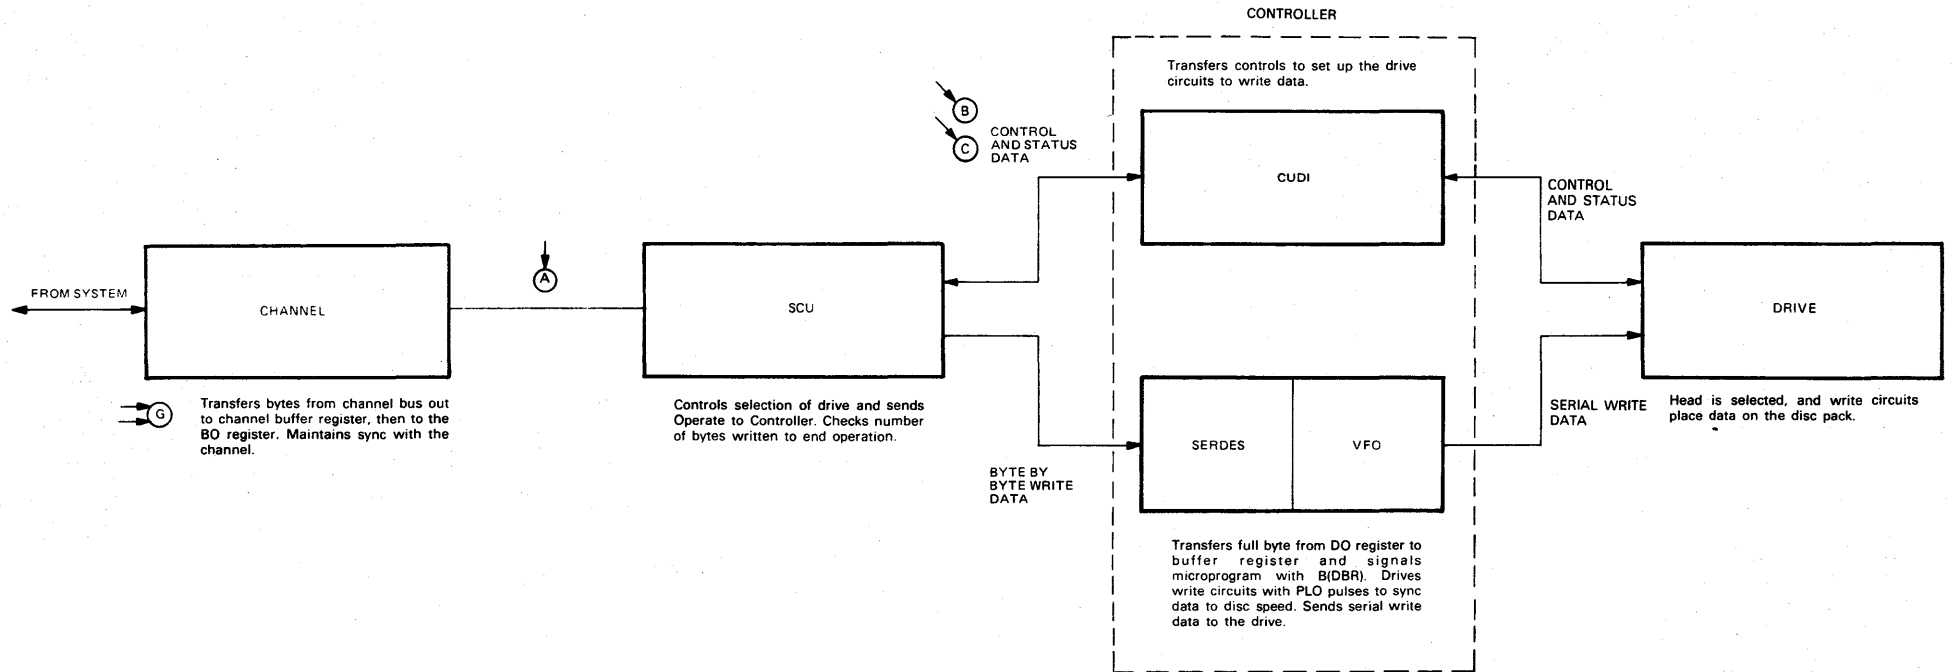 CONTROLLER
Transfers controls to set up the drive
circuits to write data.
B
C
CONTROL
AND STATUS
DATA
CUDI
CONTROL
AND STATUS
DATA
A
FROM SYSTEM
CHANNEL
SCU
DRIVE
G
Transfers bytes from channel bus out
to channel buffer register, then to the
BO register. Maintains sync with the
channel.
Controls selection of drive and sends
Operate to Controller. Checks number
of bytes written to end operation.
BYTE BY
BYTE WRITE
DATA
SERDES
VFO
SERIAL WRITE
DATA
Head is selected, and write circuits
place data on the disc pack.
Transfers full byte from DO register to
buffer register and signals
microprogram with B(DBR). Drives
write circuits with PLO pulses to sync
data to disc speed. Sends serial write
data to the drive.